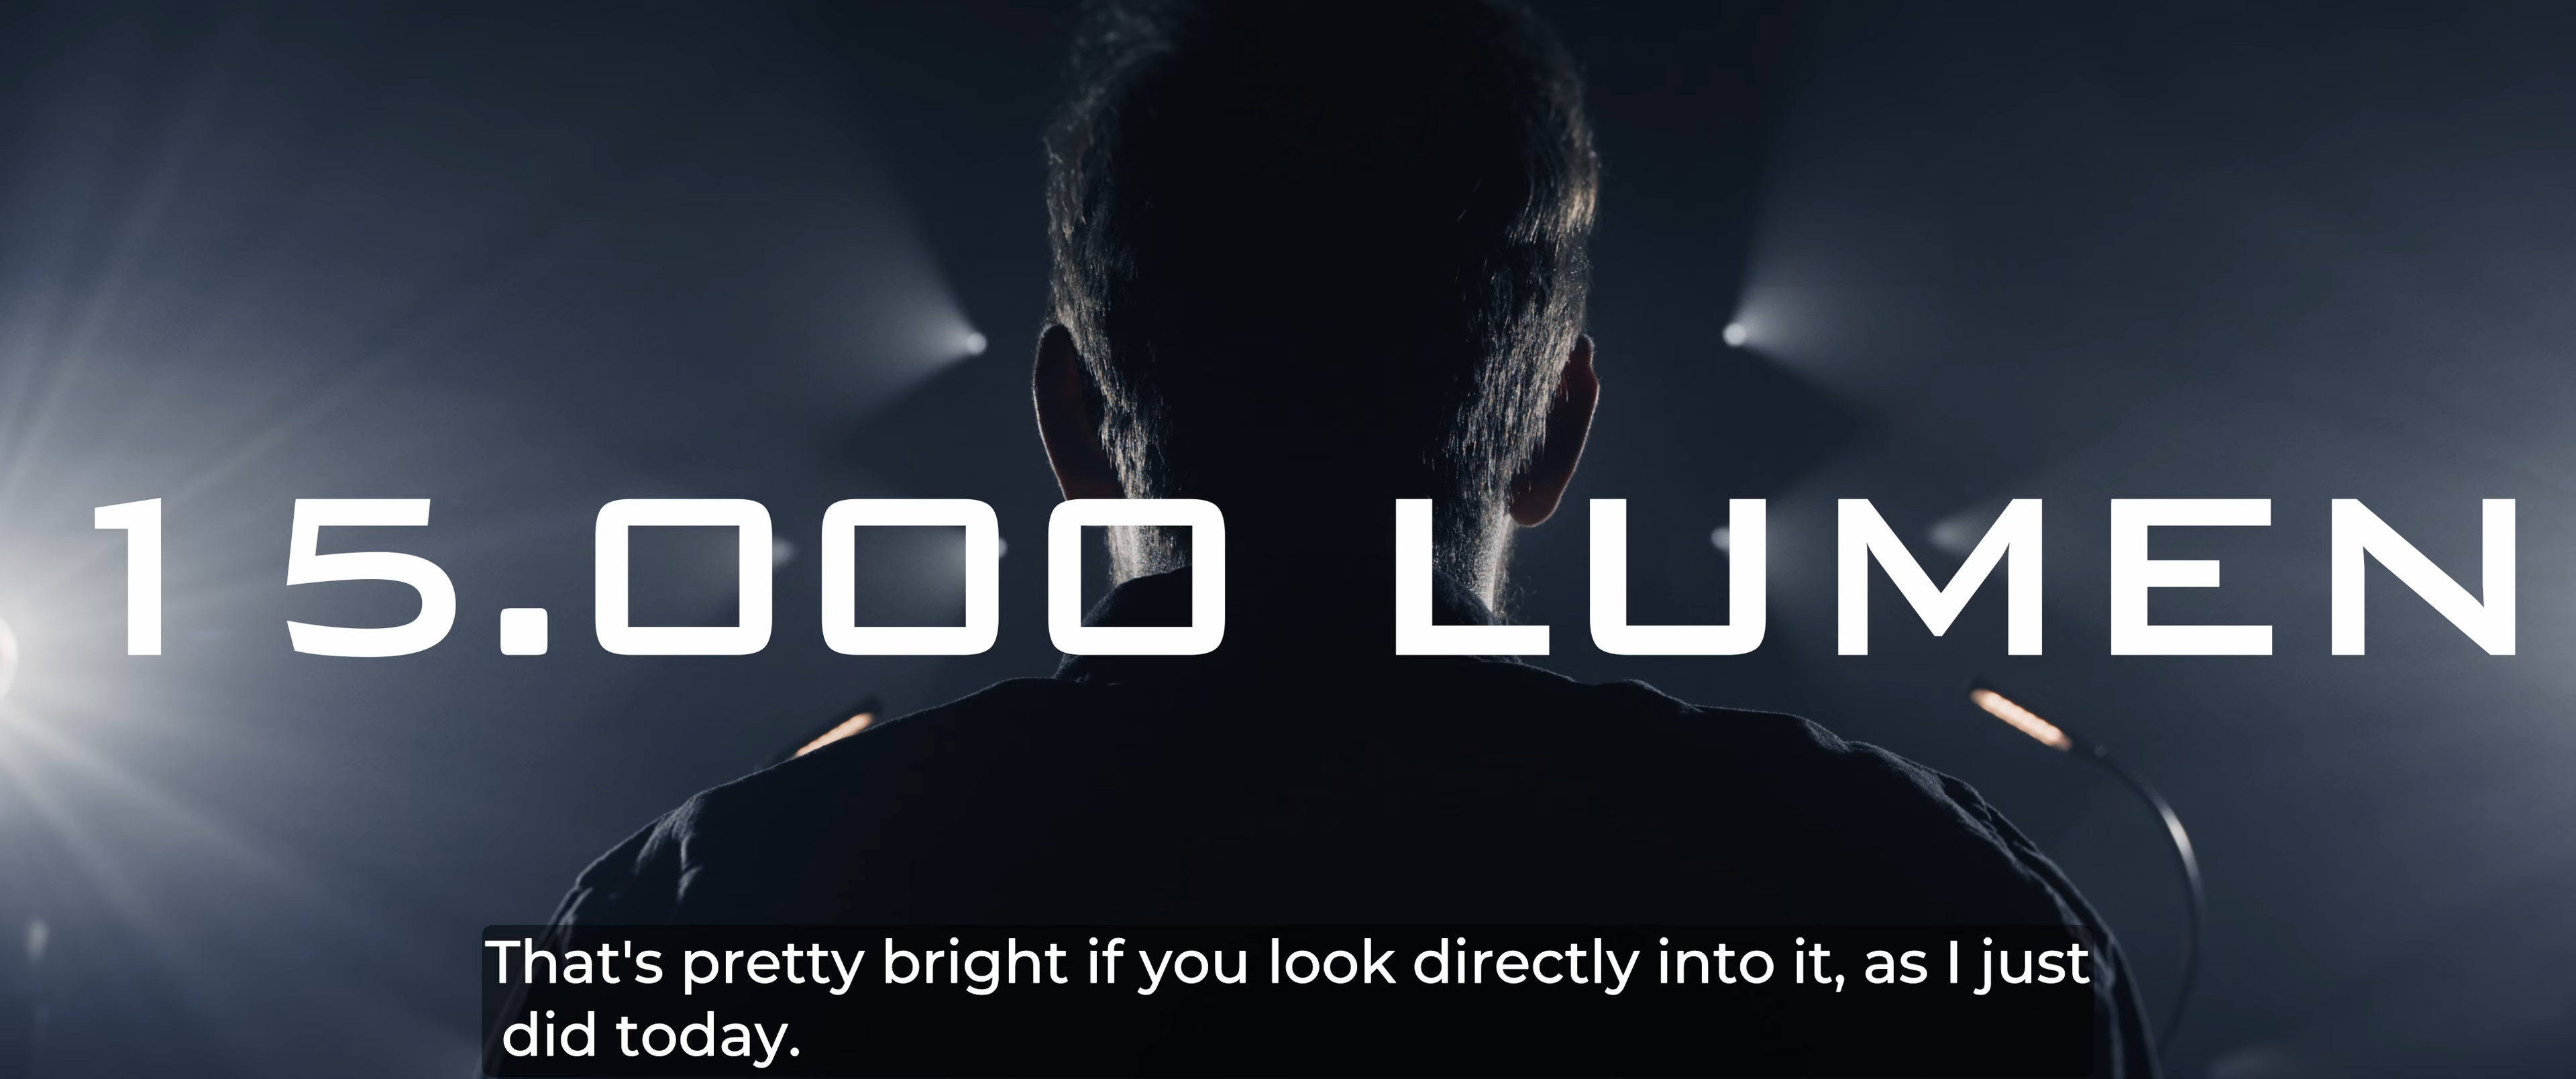 15.000 LUMEN
That's pretty bright if you look directly into it, as I just
did today.